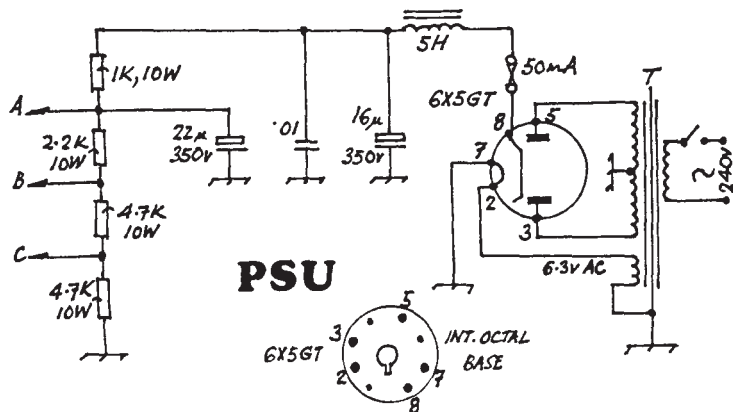 5H
1K, 10W
50mA
T
6X5GT
A
22µ
350v
.01
16µ
350v
8
5
7
2
3
240v
2.2K
10W
B
4.7K
10W
C
6.3v AC
4.7K
10W
PSU
5
3
6X5GT
INT. OCTAL
BASE
2
7
8